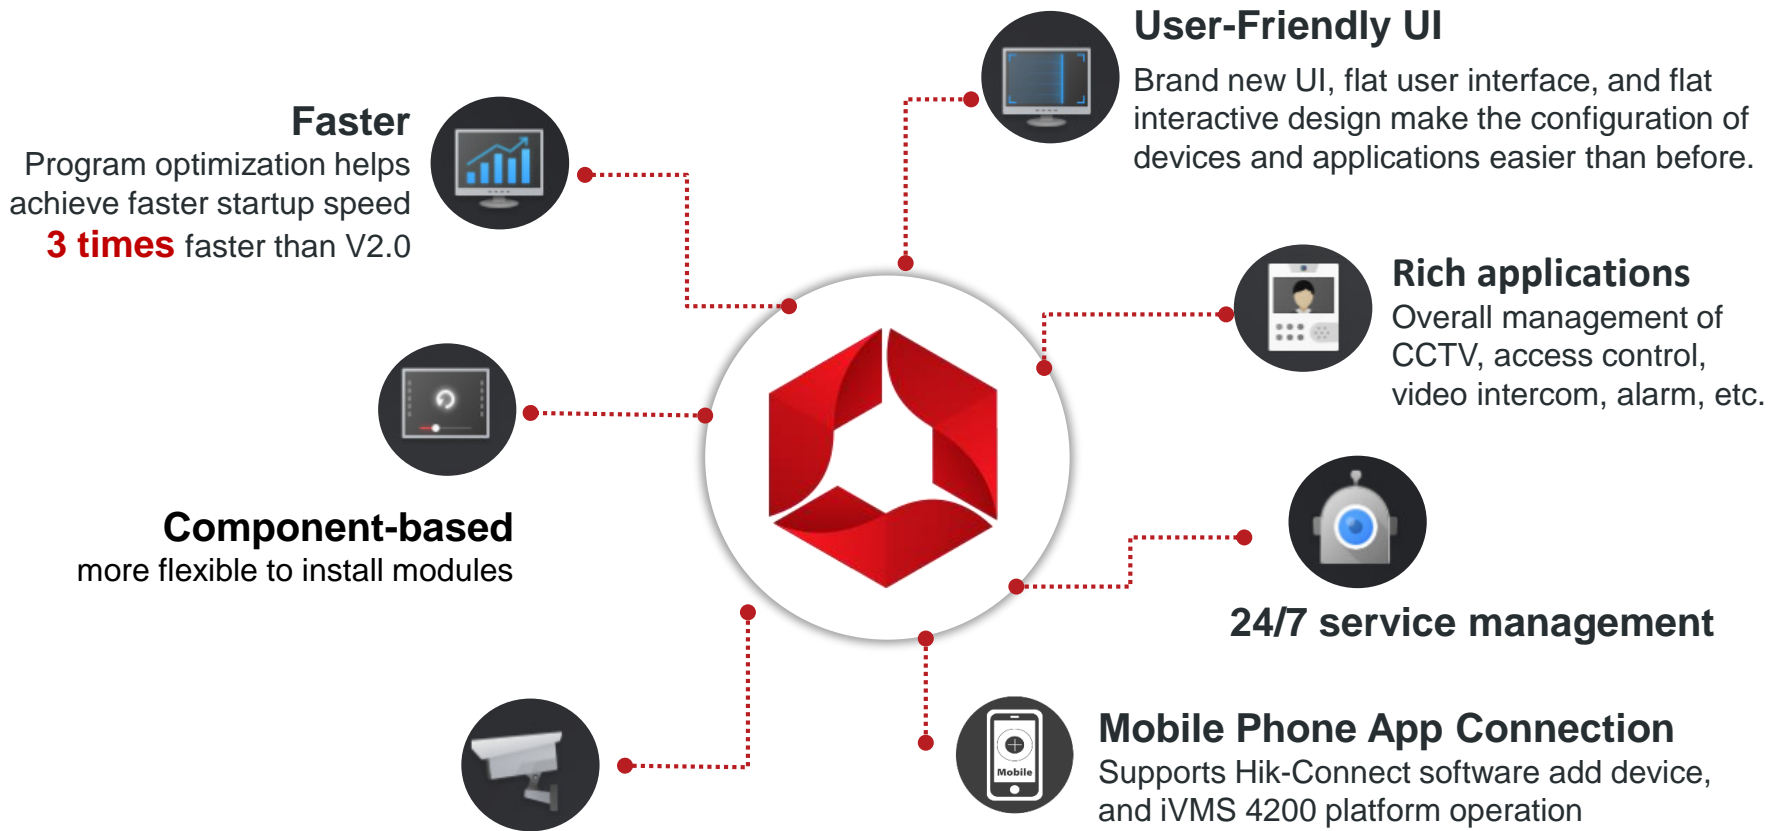 User-Friendly UI
Brand new UI, flat user interface, and flat
interactive design make the configuration of
devices and applications easier than before.
Faster
Program optimization helps
achieve faster startup speed
3 times faster than V2.0
Rich applications
Overall management of
CCTV, access control,
video intercom, alarm, etc.
Component-based
more flexible to install modules
24/7 service management
Mobile
Mobile Phone App Connection
Supports Hik-Connect software add device,
and iVMS 4200 platform operation